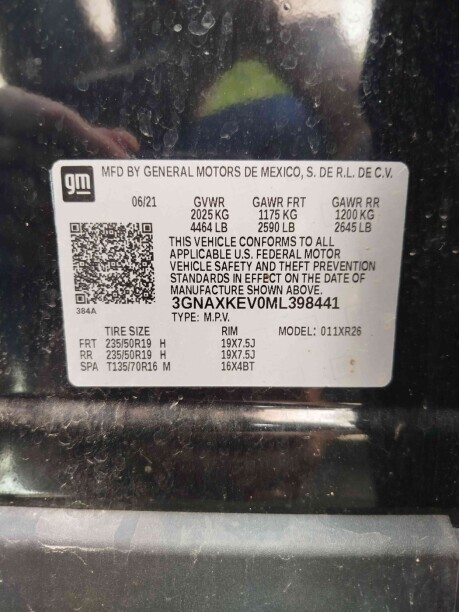 gm MFD BY GENERAL MOTORS DE MEXICO, S. DE R.L. DE C.V.
06/21 GVWR GAWR FRT GAWR RR
2025 KG 1175 KG 1200 KG
4464 LB 2590 LB 2645 LB
THIS VEHICLE CONFORMS TO ALL
APPLICABLE U.S. FEDERAL MOTOR
VEHICLE SAFETY AND THEFT PREVENTION
STANDARDS IN EFFECT ON THE DATE OF
MANUFACTURE SHOWN ABOVE.
3GNAXKEV0ML398441
384A TYPE: M.P.V.
TIRE SIZE RIM MODEL: 011XR26
FRT 235/50R19 H 19X7.5J
RR 235/50R19 H 19X7.5J
SPA T135/70R16 M 16X4BT